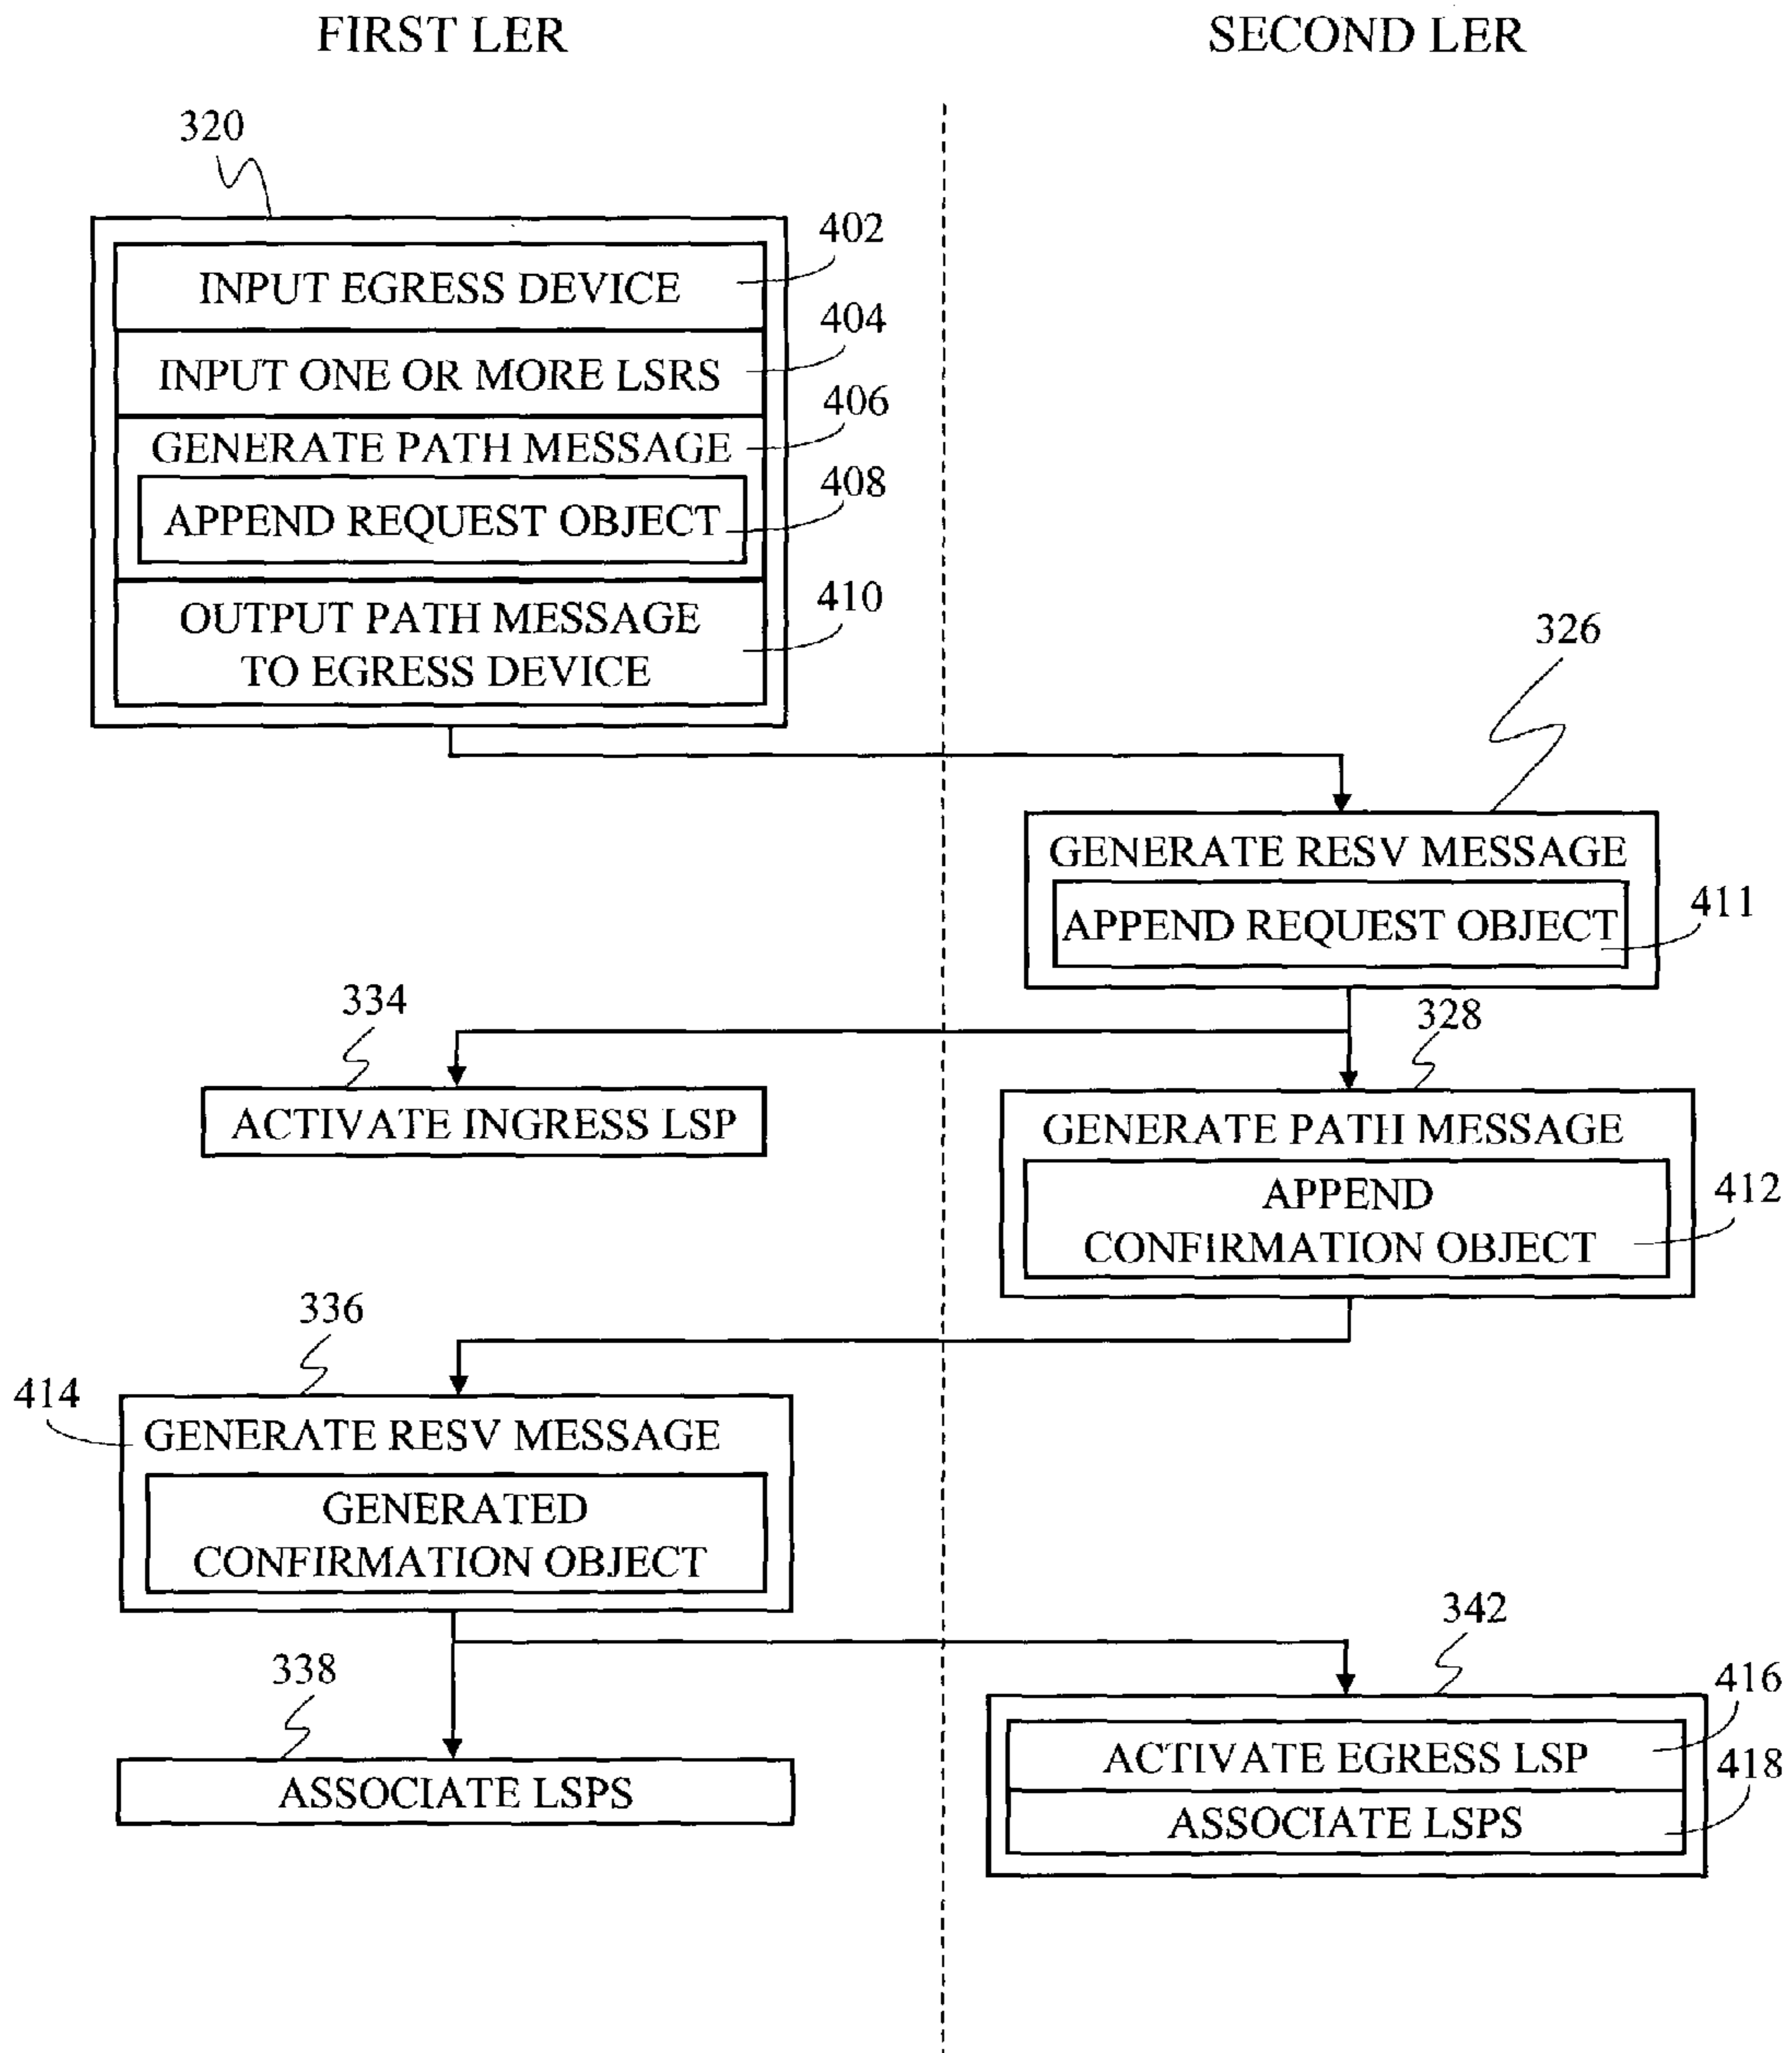 FIRST LER
SECOND LER
320
402
INPUT EGRESS DEVICE
404
INPUT ONE OR MORE LSRS
406
GENERATE PATH MESSAGE
408
APPEND REQUEST OBJECT
410
OUTPUT PATH MESSAGE
TO EGRESS DEVICE
326
GENERATE RESV MESSAGE
411
APPEND REQUEST OBJECT
334
328
ACTIVATE INGRESS LSP
GENERATE PATH MESSAGE
412
APPEND
CONFIRMATION OBJECT
336
414
GENERATE RESV MESSAGE
GENERATED
CONFIRMATION OBJECT
342
338
416
ACTIVATE EGRESS LSP
418
ASSOCIATE LSPS
ASSOCIATE LSPS